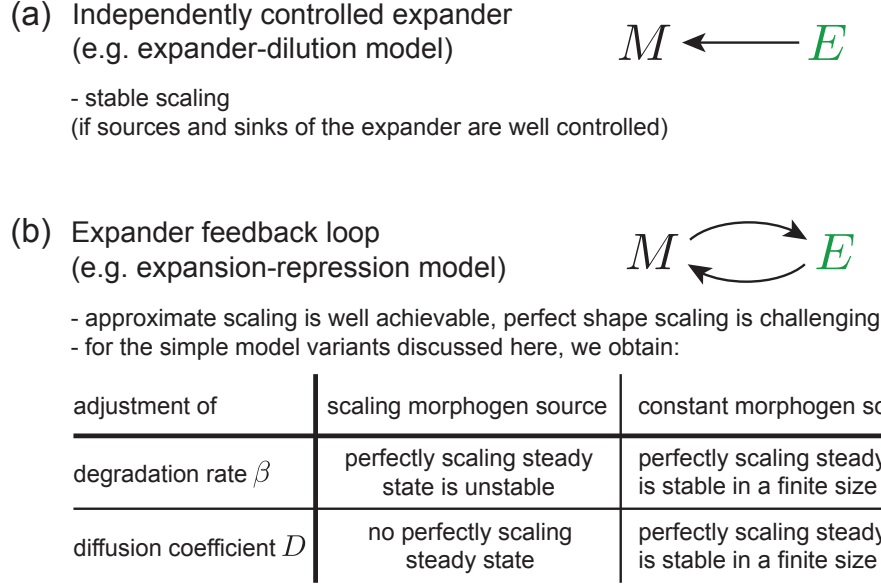 (a) Independently controlled expander
(e.g. expander-dilution model)
M E
- stable scaling
(if sources and sinks of the expander are well controlled)
(b) Expander feedback loop
(e.g. expansion-repression model)
M E
- approximate scaling is well achievable, perfect shape scaling is challenging
- for the simple model variants discussed here, we obtain:
adjustment of scaling morphogen source constant morphogen
degradation rate β perfectly scaling steady state is unstable perfectly scaling steady is stable in a finite size
diffusion coefficient D no perfectly scaling steady state perfectly scaling steady is stable in a finite size